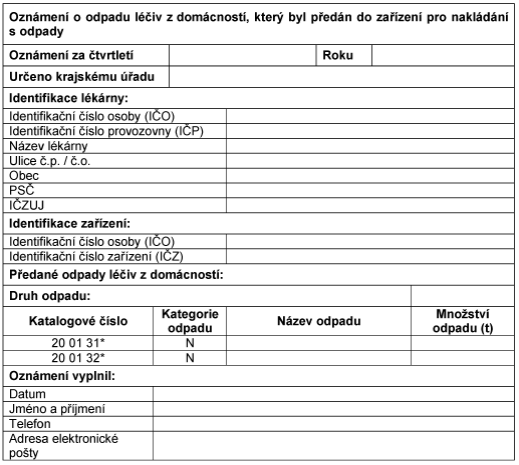 Oznámení o odpadu léčiv z domácností, který byl předán do zařízení pro nakládání
s odpady
Oznámení za čtvrtletí Roku
Určeno krajskému úřadu
Identifikace lékárny:
Identifikační číslo osoby (IČO)
Identifikační číslo provozovny (IČP)
Název lékárny
Ulice č.p. / č.o.
Obec
PSČ
IČZUJ
Identifikace zařízení:
Identifikační číslo osoby (IČO)
Identifikační číslo zařízení (IČZ)
Předané odpady léčiv z domácností:
Druh odpadu:
Katalogové číslo Kategorie odpadu Název odpadu Množství odpadu (t)
20 01 31* N
20 01 32* N
Oznámení vyplnil:
Datum
Jméno a příjmení
Telefon
Adresa elektronické
pošty